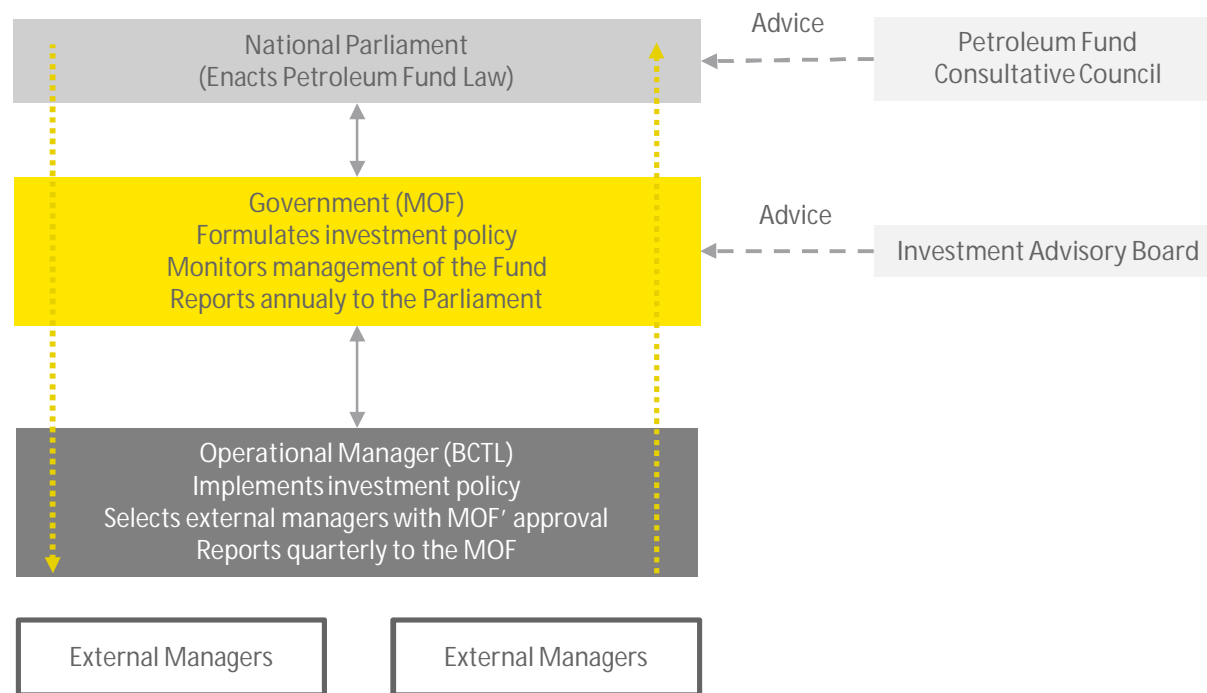 National Parliament
(Enacts Petroleum Fund Law)
Advice
Petroleum Fund
Consultative Council
Government (MOF)
Formulates investment policy
Monitors management of the Fund
Reports annualy to the Parliament
Advice
Investment Advisory Board
Operational Manager (BCTL)
Implements investment policy
Selects external managers with MOF’ approval
Reports quarterly to the MOF
External Managers
External Managers